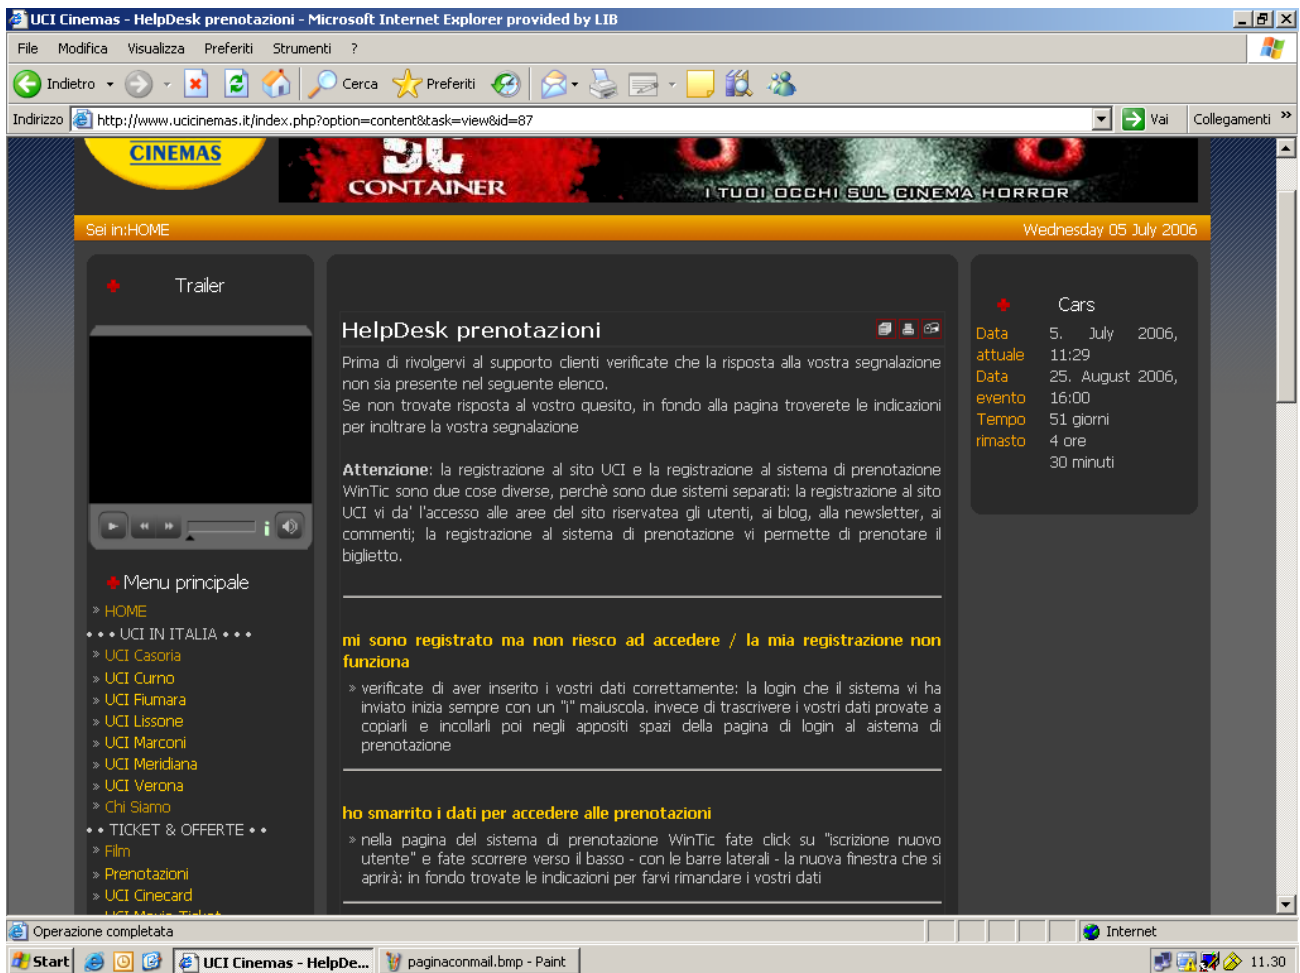 UCI Cinemas - HelpDesk prenotazioni - Microsoft Internet Explorer provided by LIB
File Modifica Visualizza Preferiti Strumenti ?
Indietro Cerca Preferiti
Indirizzo http://www.ucicinemas.it/index.php?option=content&task=view&id=87 Vai Collegamenti »
CINEMAS
CONTAINER
I TUOI OCCHI SUL CINEMA HORROR
Sei in:HOME
Wednesday 05 July 2006
Trailer
Menu principale
» HOME
• • • UCI IN ITALIA • • •
» UCI Casoria
» UCI Curno
» UCI Fiumara
» UCI Lissone
» UCI Marconi
» UCI Meridiana
» UCI Verona
» Chi Siamo
• • TICKET & OFFERTE • •
» Film
» Prenotazioni
» UCI Cinecard
HelpDesk prenotazioni
Prima di rivolgervi al supporto clienti verificate che la risposta alla vostra segnalazione
non sia presente nel seguente elenco.
Se non trovate risposta al vostro quesito, in fondo alla pagina troverete le indicazioni
per inoltrare la vostra segnalazione
Attenzione: la registrazione al sito UCI e la registrazione al sistema di prenotazione
WinTic sono due cose diverse, perchè sono due sistemi separati: la registrazione al sito
UCI vi da' l'accesso alle aree del sito riservatea gli utenti, ai blog, alla newsletter, ai
commenti; la registrazione al sistema di prenotazione vi permette di prenotare il
biglietto.
mi sono registrato ma non riesco ad accedere / la mia registrazione non
funziona
» verificate di aver inserito i vostri dati correttamente: la login che il sistema vi ha
inviato inizia sempre con un "i" maiuscola. invece di trascrivere i vostri dati provate a
copiarli e incollarli poi negli appositi spazi della pagina di login al aistema di
prenotazione
ho smarrito i dati per accedere alle prenotazioni
» nella pagina del sistema di prenotazione WinTic fate click su "iscrizione nuovo
utente" e fate scorrere verso il basso - con le barre laterali - la nuova finestra che si
aprirà: in fondo trovate le indicazioni per farvi rimandare i vostri dati
Cars
Data 5. July 2006,
attuale 11:29
Data 25. August 2006,
evento 16:00
Tempo 51 giorni
rimasto 4 ore
30 minuti
Operazione completata
Internet
Start UCI Cinemas - HelpDe... paginaconmail.bmp - Paint 11.30